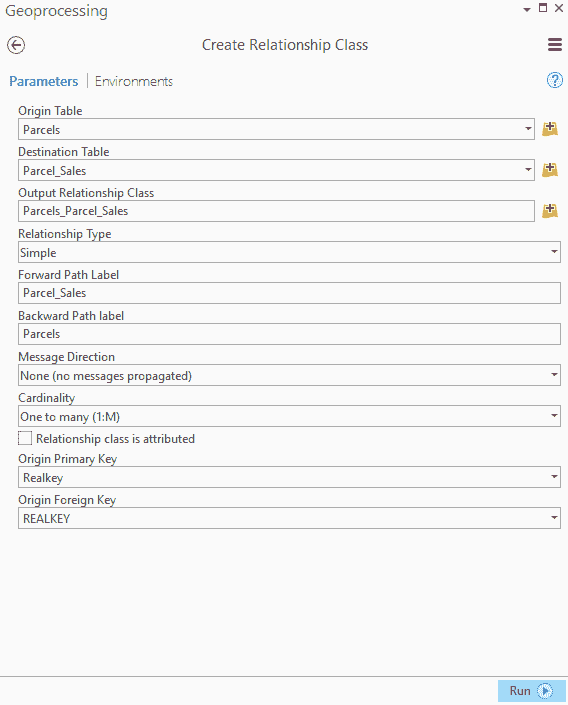 Geoprocessing
Create Relationship Class
Parameters Environments
Origin Table
Parcels
Destination Table
Parcel_Sales
Output Relationship Class
Parcels_Parcel_Sales
Relationship Type
Simple
Forward Path Label
Parcel_Sales
Backward Path label
Parcels
Message Direction
None (no messages propagated)
Cardinality
One to many (1:M)
Relationship class is attributed
Origin Primary Key
Realkey
Origin Foreign Key
REALKEY
Run